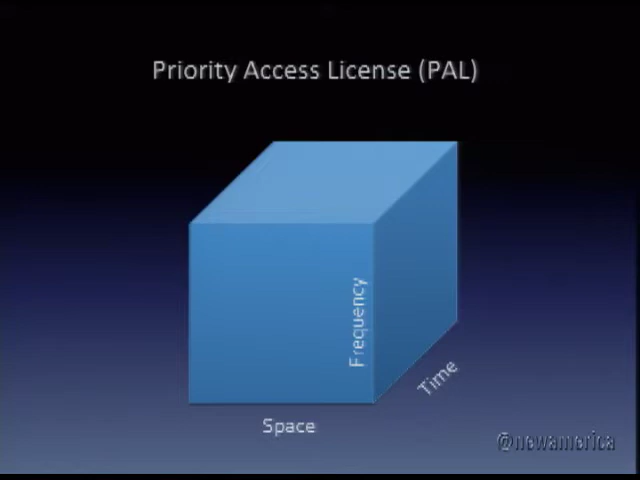 Priority Access License (PAL)
Frequency
Time
Space
@newamerica